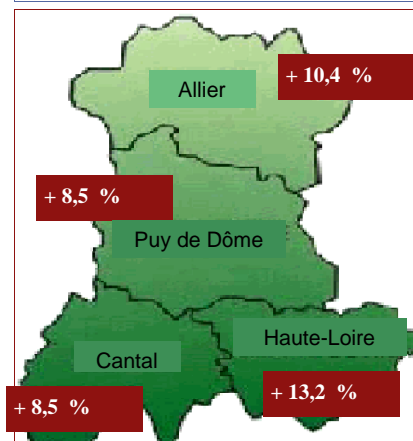 Allier
+ 10,4 %
+ 8,5 %
Puy de Dôme
Haute-Loire
Cantal
+ 13,2 %
+ 8,5 %